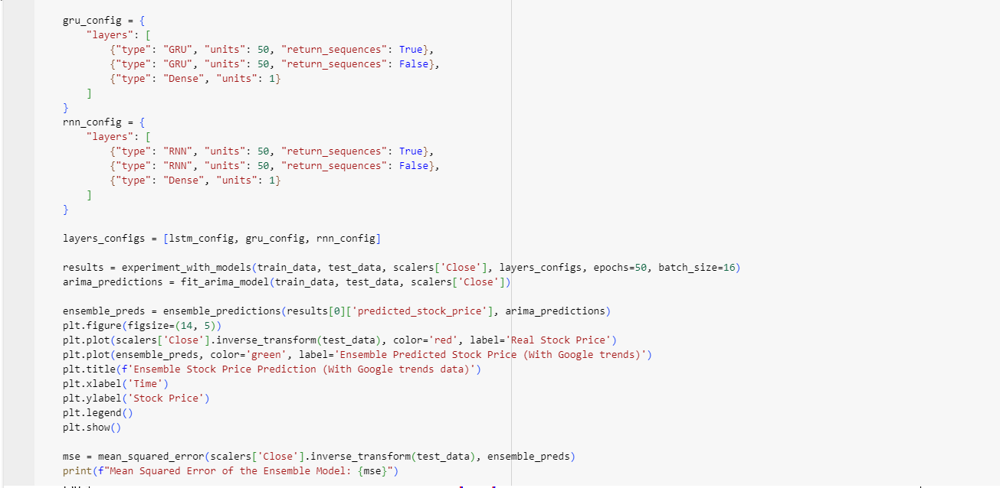 gru_config = {
    "layers": [
        {"type": "GRU", "units": 50, "return_sequences": True},
        {"type": "GRU", "units": 50, "return_sequences": False},
        {"type": "Dense", "units": 1}
    ]
}
rnn_config = {
    "layers": [
        {"type": "RNN", "units": 50, "return_sequences": True},
        {"type": "RNN", "units": 50, "return_sequences": False},
        {"type": "Dense", "units": 1}
    ]
}
layers_configs = [lstm_config, gru_config, rnn_config]
results = experiment_with_models(train_data, test_data, scalers['Close'], layers_configs, epochs=50, batch_size=16)
arima_predictions = fit_arima_model(train_data, test_data, scalers['Close'])
ensemble_preds = ensemble_predictions(results[0]['predicted_stock_price'], arima_predictions)
plt.figure(figsize=(14, 5))
plt.plot(scalers['Close'].inverse_transform(test_data), color='red', label='Real Stock Price')
plt.plot(ensemble_preds, color='green', label='Ensemble Predicted Stock Price (With Google trends)')
plt.title(f'Ensemble Stock Price Prediction (With Google trends data)')
plt.xlabel('Time')
plt.ylabel('Stock Price')
plt.legend()
plt.show()
mse = mean_squared_error(scalers['Close'].inverse_transform(test_data), ensemble_preds)
print(f"Mean Squared Error of the Ensemble Model: {mse}")